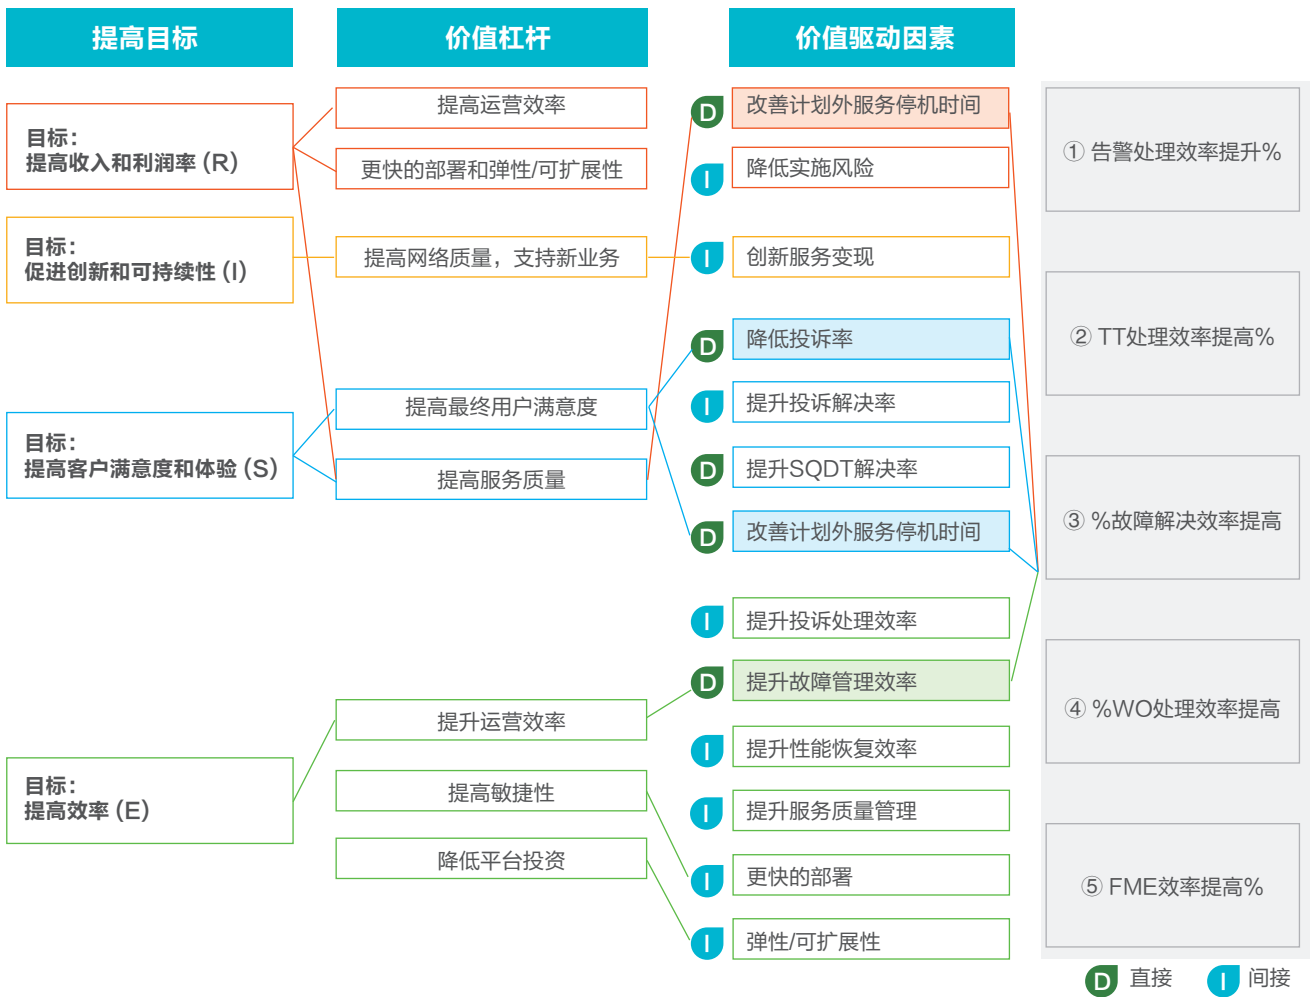 提高目标
价值杠杆
价值驱动因素
目标：
提高收入和利润率 (R)
目标：
促进创新和可持续性 (I)
目标：
提高客户满意度和体验 (S)
目标：
提高效率 (E)
提高运营效率
更快的部署和弹性/可扩展性
提高网络质量，支持新业务
提高最终用户满意度
提高服务质量
提升运营效率
提高敏捷性
降低平台投资
D 改善计划外服务停机时间
I 降低实施风险
I 创新服务变现
D 降低投诉率
I 提升投诉解决率
D 提升SQDT解决率
D 改善计划外服务停机时间
I 提升投诉处理效率
D 提升故障管理效率
I 提升性能恢复效率
I 提升服务质量管理
I 更快的部署
I 弹性/可扩展性
① 告警处理效率提升%
② TT处理效率提高%
③ %故障解决效率提高
④ %WO处理效率提高
⑤ FME效率提高%
D 直接
I 间接